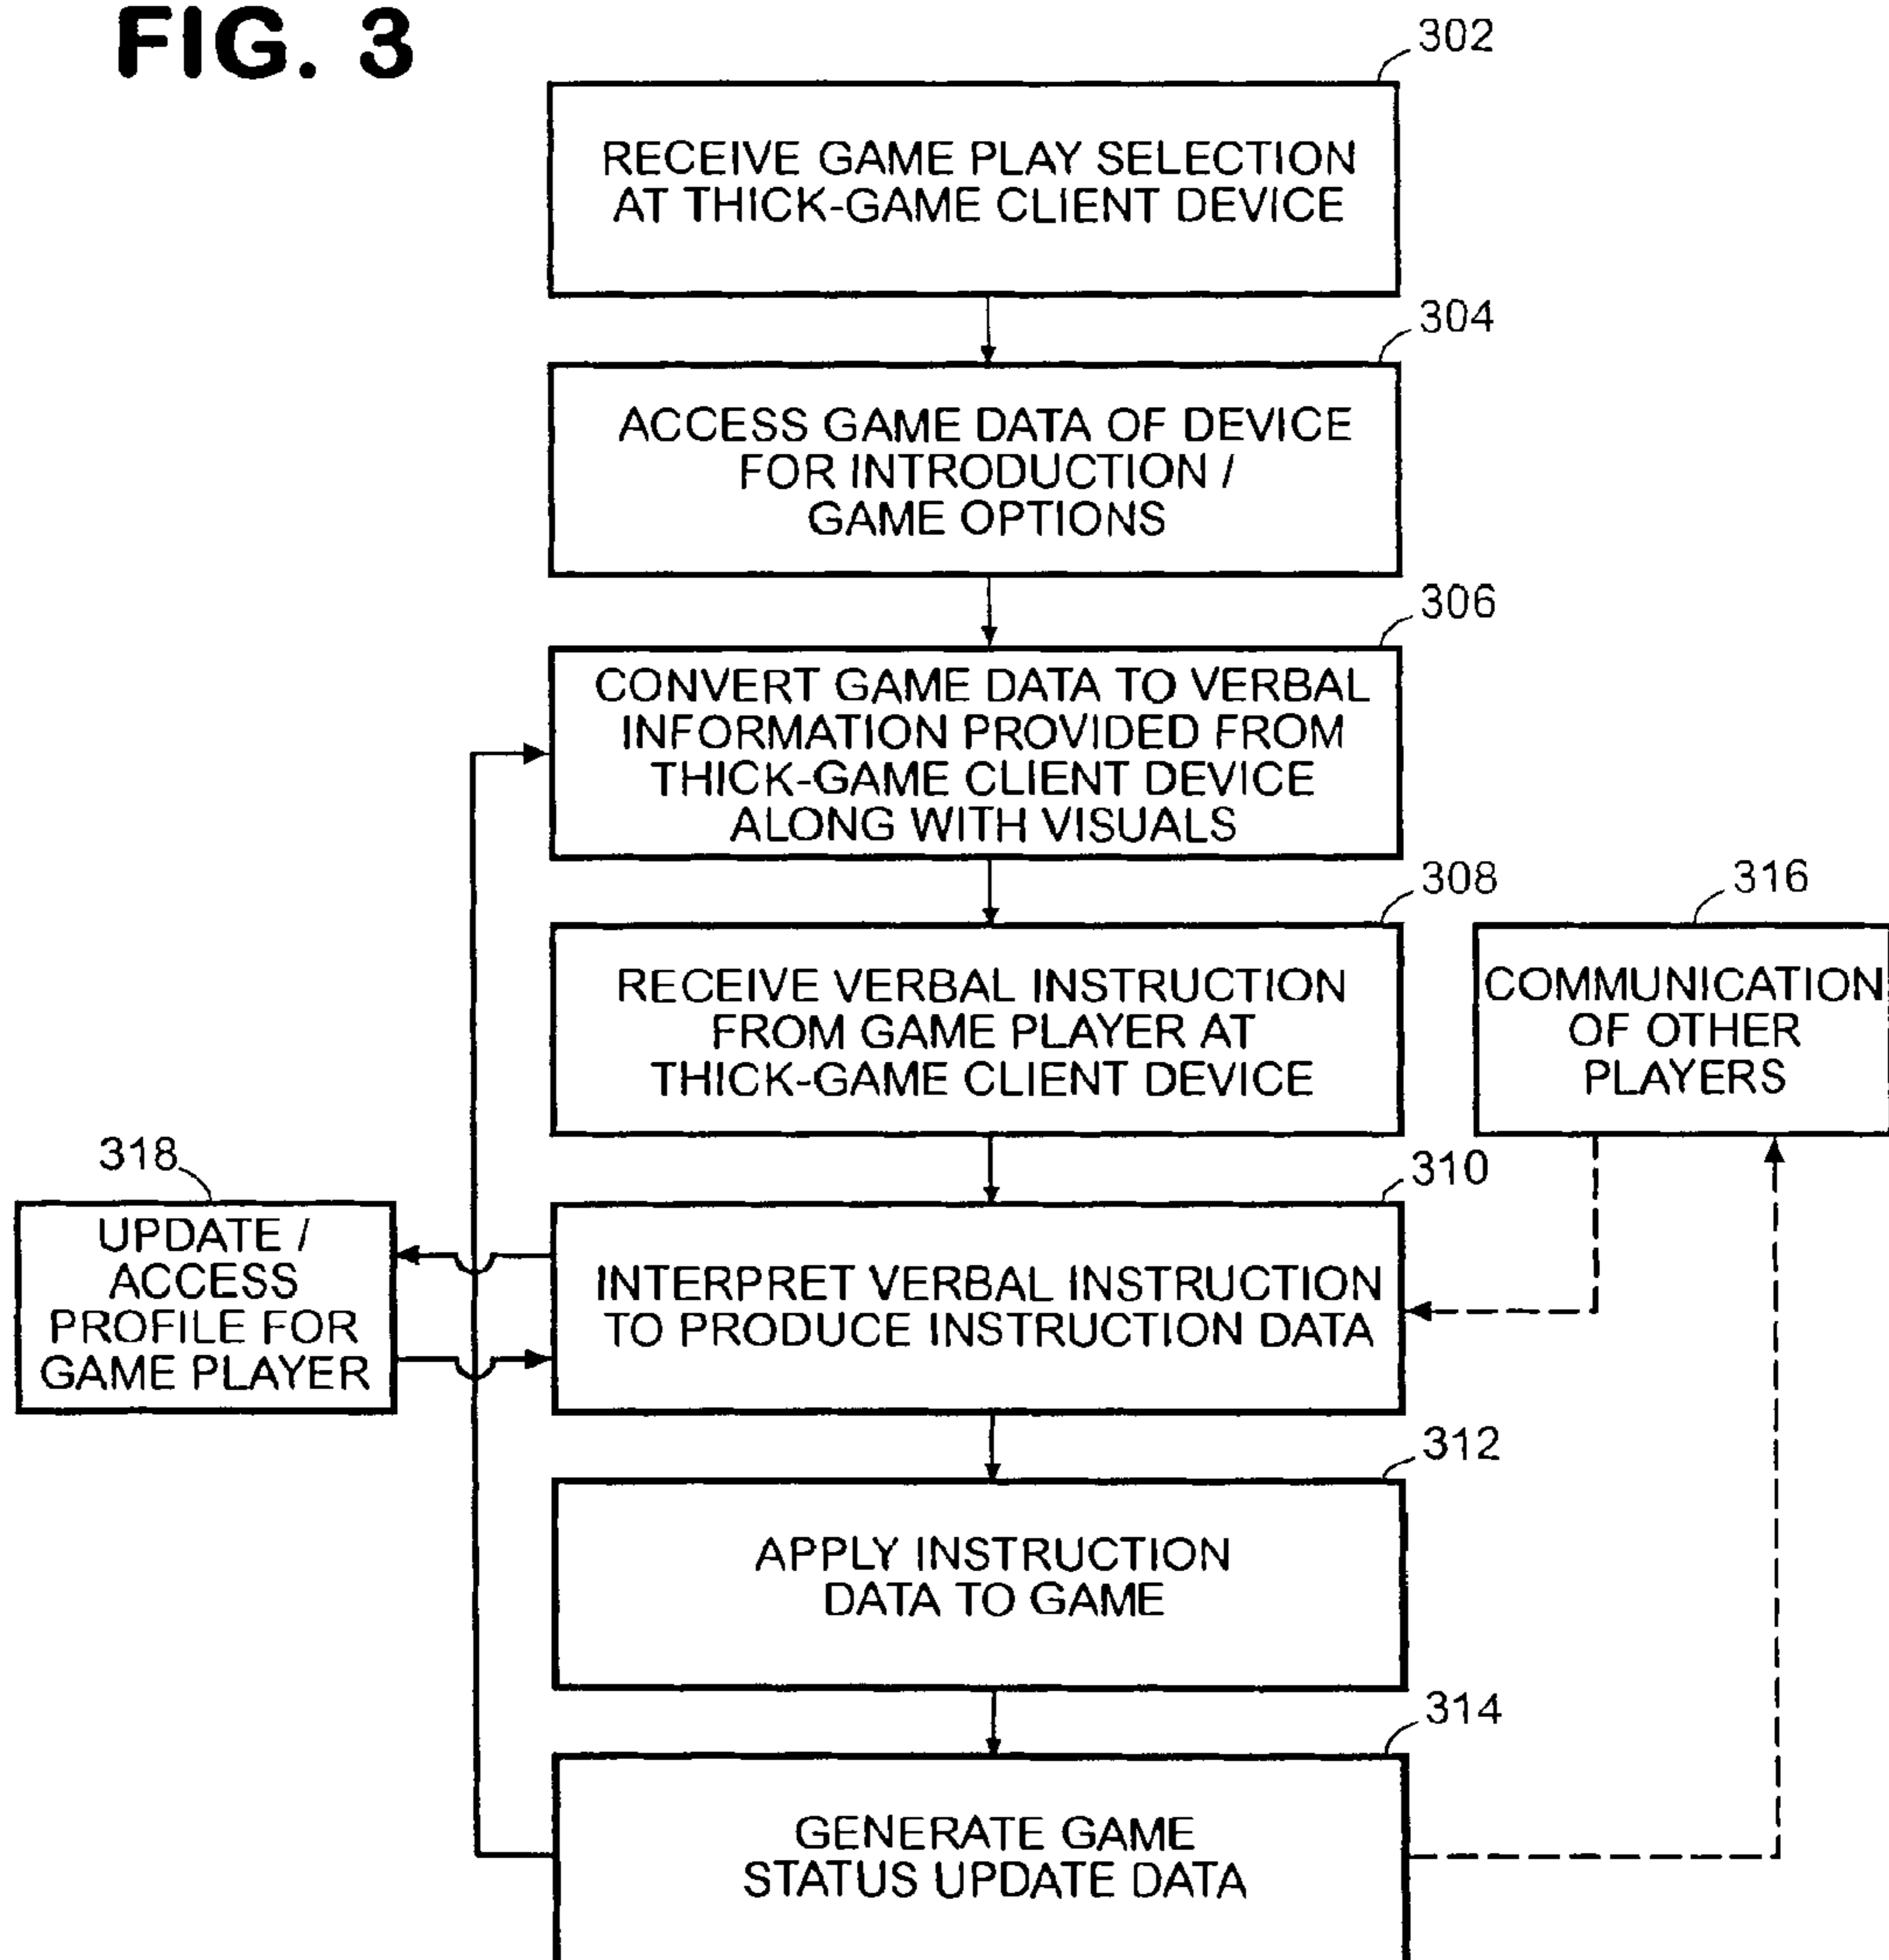 FIG. 3
302
RECEIVE GAME PLAY SELECTION
AT THICK-GAME CLIENT DEVICE
304
ACCESS GAME DATA OF DEVICE
FOR INTRODUCTION /
GAME OPTIONS
306
CONVERT GAME DATA TO VERBAL
INFORMATION PROVIDED FROM
THICK-GAME CLIENT DEVICE
ALONG WITH VISUALS
308
RECEIVE VERBAL INSTRUCTION
FROM GAME PLAYER AT
THICK-GAME CLIENT DEVICE
316
COMMUNICATION
OF OTHER
PLAYERS
318
UPDATE /
ACCESS
PROFILE FOR
GAME PLAYER
310
INTERPRET VERBAL INSTRUCTION
TO PRODUCE INSTRUCTION DATA
312
APPLY INSTRUCTION
DATA TO GAME
314
GENERATE GAME
STATUS UPDATE DATA